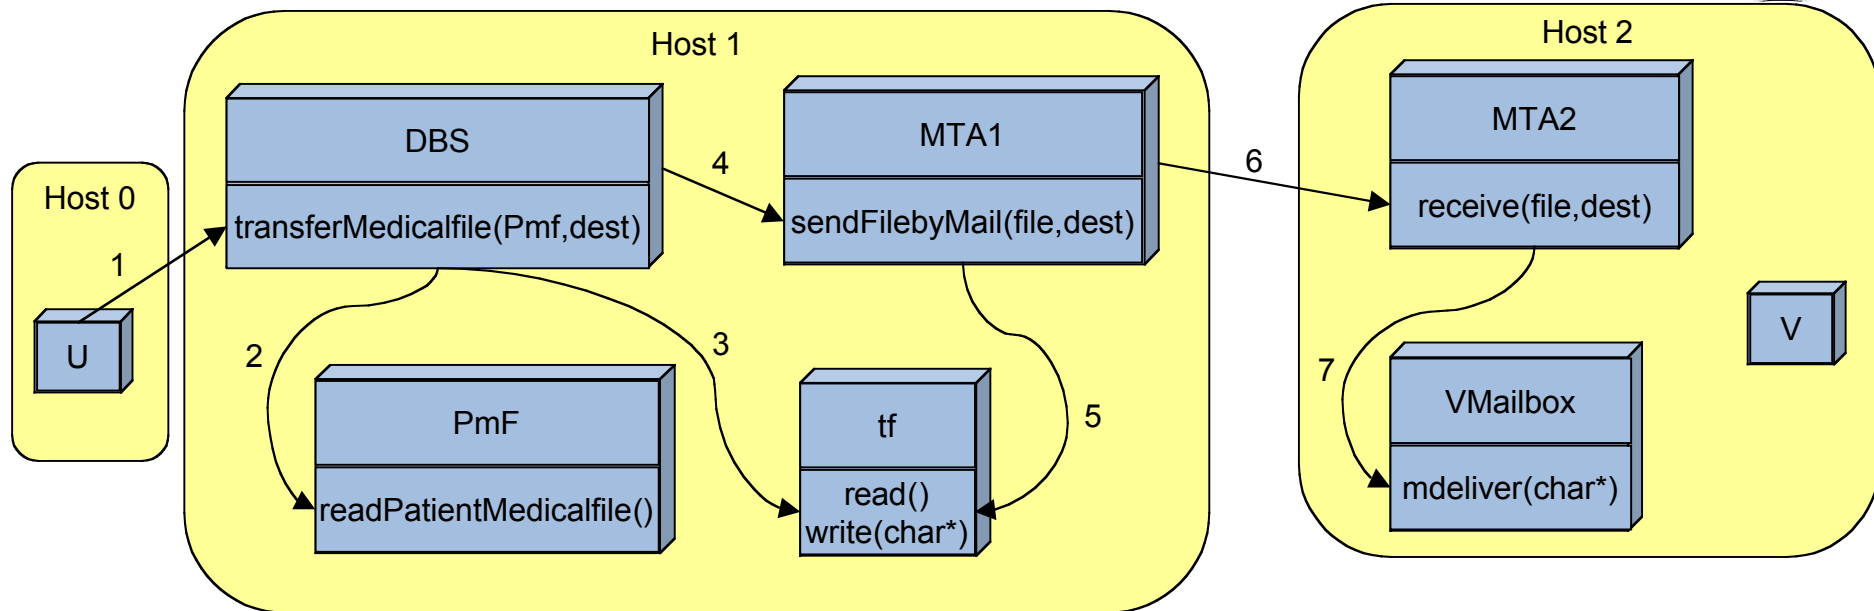 Host 0
U
1
Host 1
DBS
transferMedicalfile(Pmf,dest)
4
MTA1
sendFilebyMail(file,dest)
2
3
5
PmF
readPatientMedicalfile()
tf
read()
write(char*)
6
Host 2
MTA2
receive(file,dest)
7
VMailbox
mdeliver(char*)
V